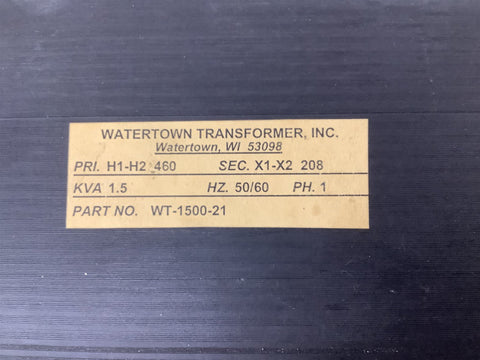 WATERTOWN TRANSFORMER, INC.
Watertown, WI 53098
PRI. H1-H2 460 SEC. X1-X2 208
KVA 1.5 HZ. 50/60 PH. 1
PART NO. WT-1500-21